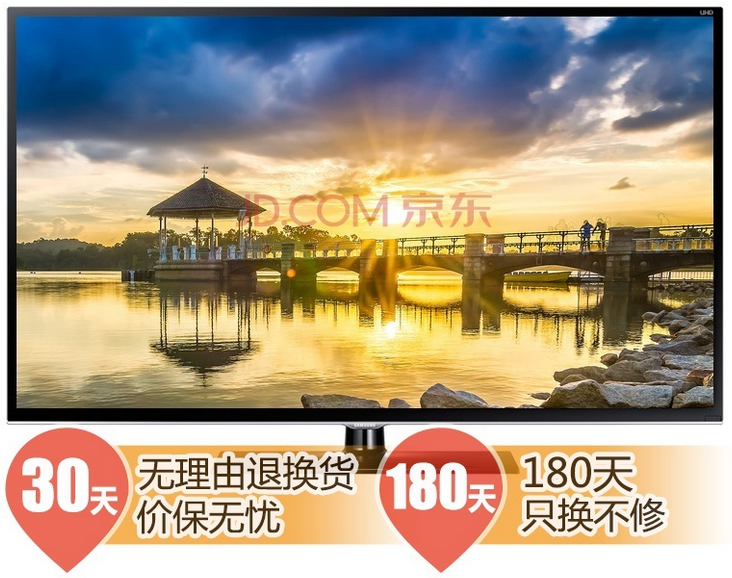 UHD
JD.COM 京东
SAMSUNG
30天
无理由退换货
价保无忧
180天
180天
只换不修